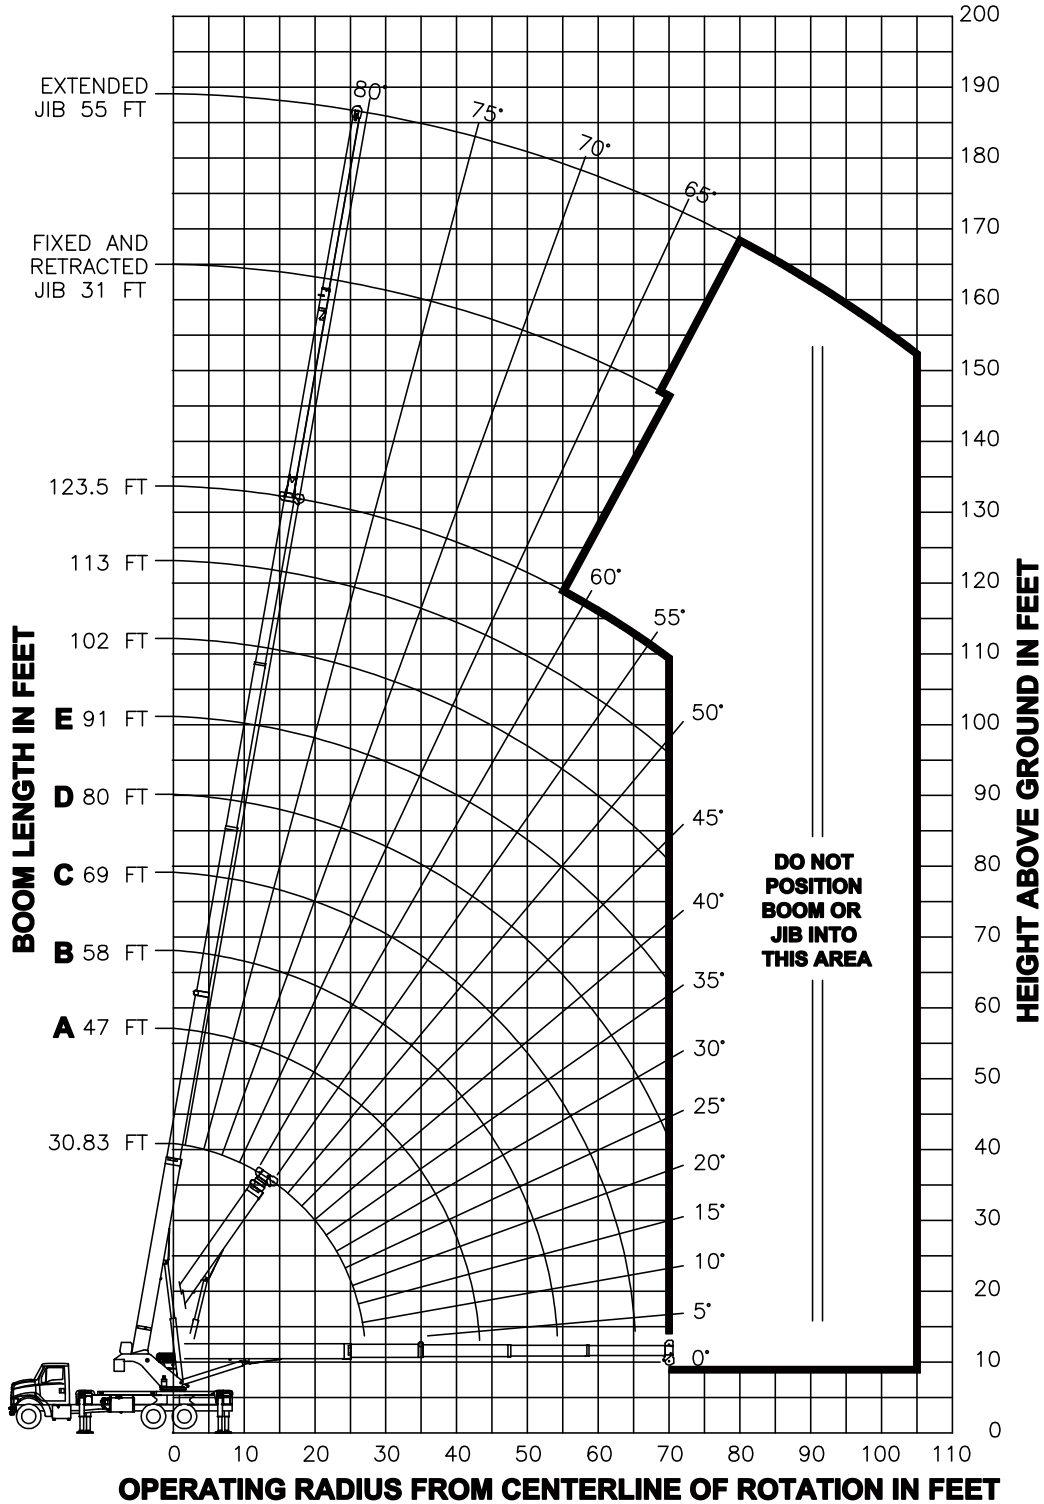 200
190
180
170
160
150
140
130
120
110
100
90
80
70
60
50
40
30
20
10
0
HEIGHT ABOVE GROUND IN FEET
EXTENDED
JIB 55 FT
FIXED AND
RETRACTED
JIB 31 FT
123.5 FT
113 FT
102 FT
E 91 FT
D 80 FT
C 69 FT
B 58 FT
A 47 FT
30.83 FT
BOOM LENGTH IN FEET
80°
75°
70°
65°
60°
55°
50°
45°
40°
35°
30°
25°
20°
15°
10°
5°
0°
DO NOT
POSITION
BOOM OR
JIB INTO
THIS AREA
0 10 20 30 40 50 60 70 80 90 100 110
OPERATING RADIUS FROM CENTERLINE OF ROTATION IN FEET